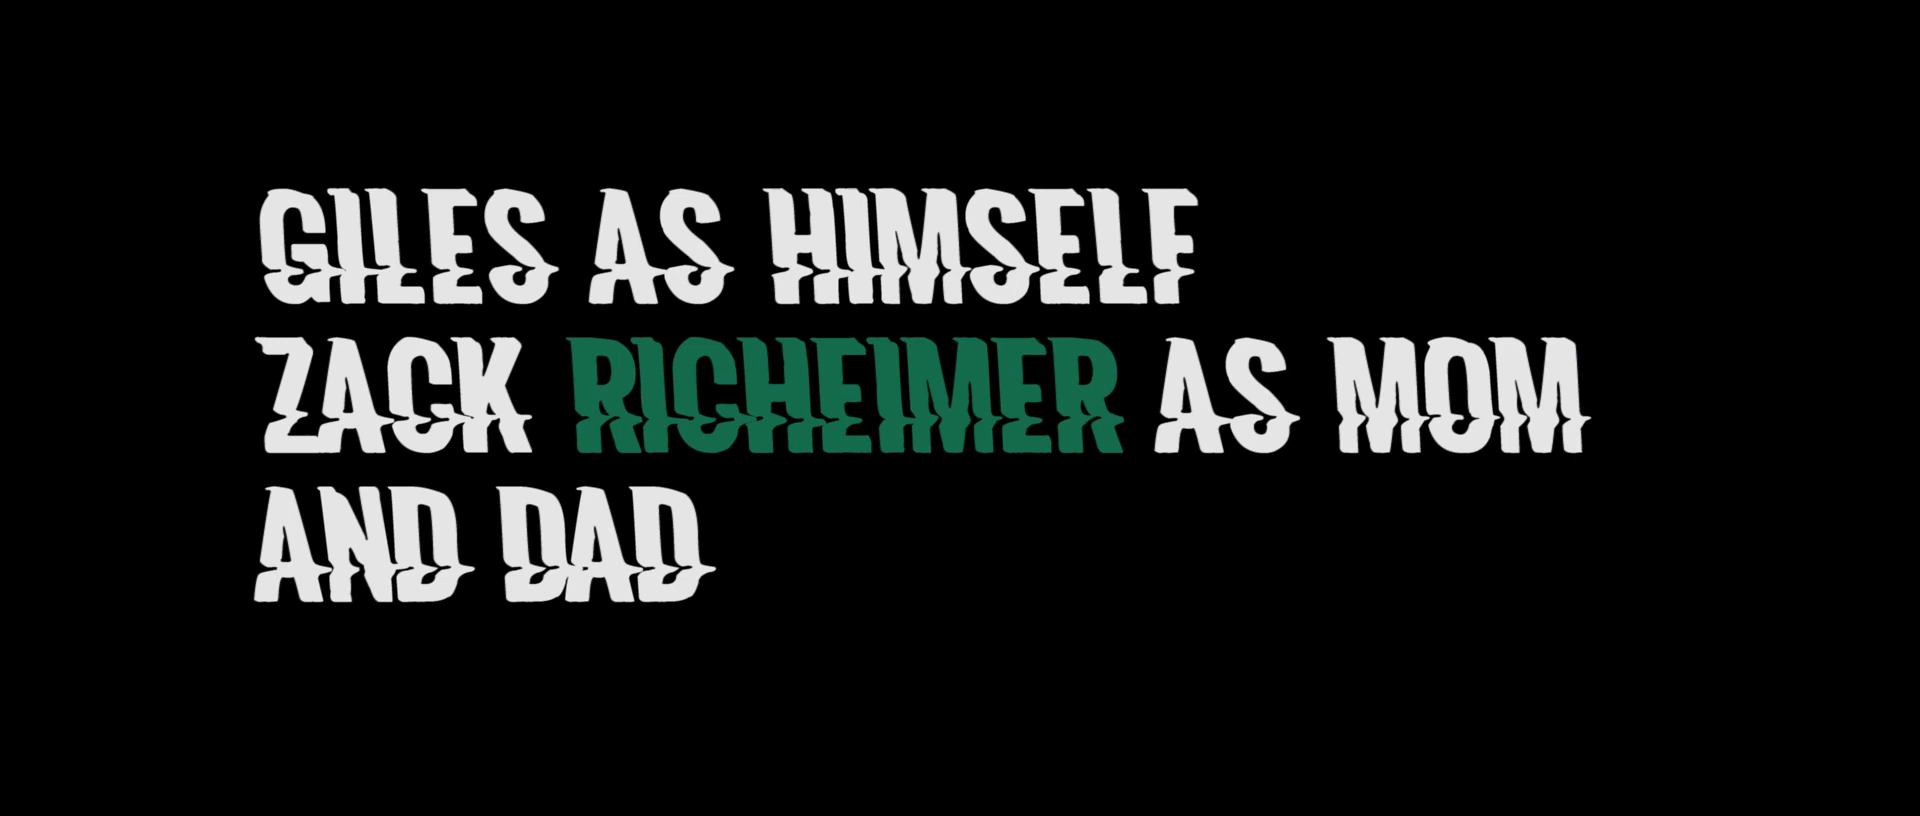 GILES AS HIMSELF
ZACK RICHEIMER AS MOM
AND DAD